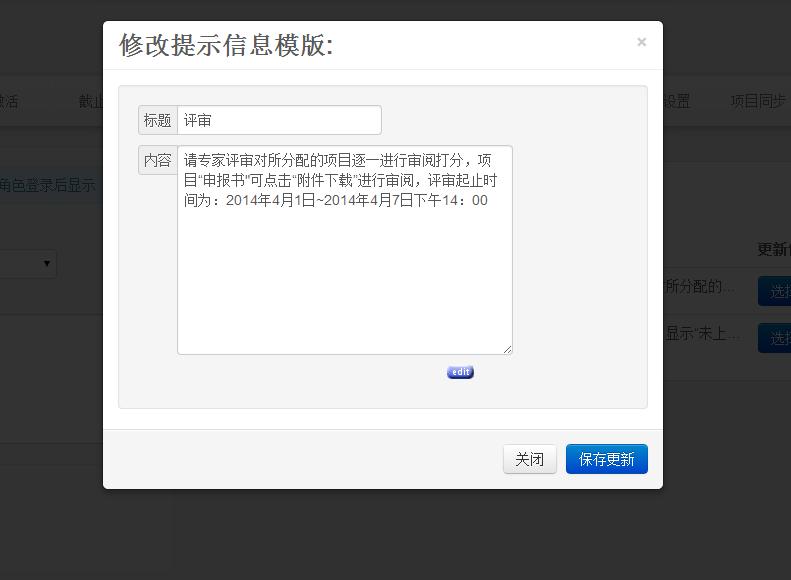 修改提示信息模版:
×
激活
截止
设置
项目同步
标题
评审
内容
请专家评审对所分配的项目逐一进行审阅打分，项
目“申报书"可点击“附件下载”进行审阅，评审起止时
间为：2014年4月1日~2014年4月7日下午14：00
角色登录后显示
更新
所分配的...
选择
显示“未上...
选择
edit
关闭
保存更新